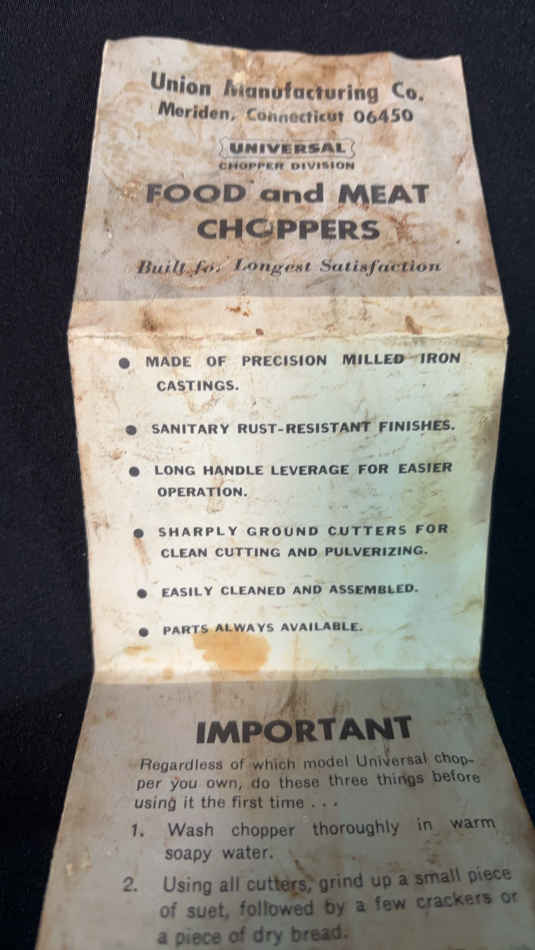 Union Manufacturing Co.
Meriden, Connecticut 06450
UNIVERSAL
CHOPPER DIVISION
FOOD and MEAT
CHOPPERS
Built for Longest Satisfaction
● MADE OF PRECISION MILLED IRON
CASTINGS.
● SANITARY RUST-RESISTANT FINISHES.
● LONG HANDLE LEVERAGE FOR EASIER
OPERATION.
● SHARPLY GROUND CUTTERS FOR
CLEAN CUTTING AND PULVERIZING.
● EASILY CLEANED AND ASSEMBLED.
● PARTS ALWAYS AVAILABLE.
IMPORTANT
Regardless of which model Universal chop-
per you own, do these three things before
using it the first time . . .
1. Wash chopper thoroughly in warm
soapy water.
2. Using all cutters, grind up a small piece
of suet, followed by a few crackers or
a piece of dry bread.